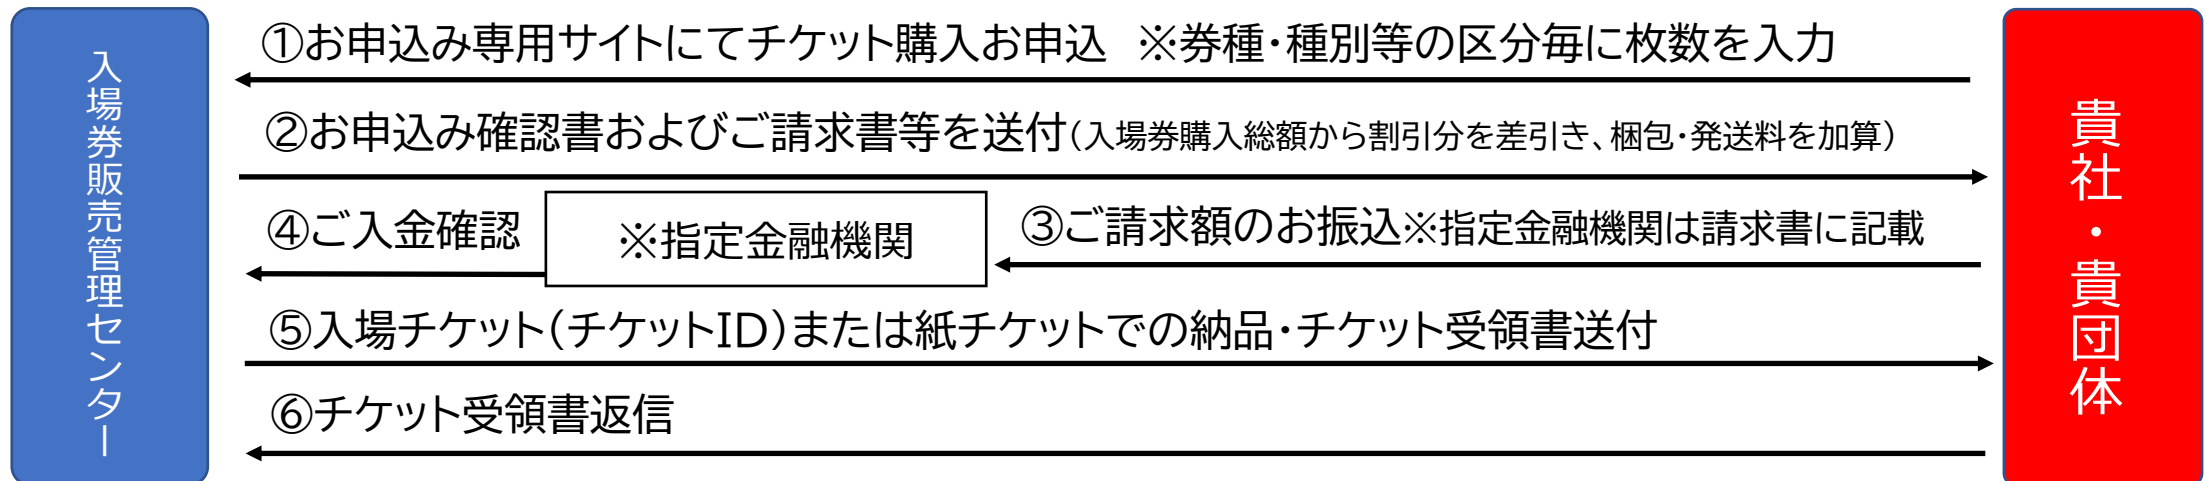 入場券販売管理センター
①お申込み専用サイトにてチケット購入お申込　※券種・種別等の区分毎に枚数を入力
②お申込み確認書およびご請求書等を送付（入場券購入総額から割引分を差引き、梱包・発送料を加算）
④ご入金確認
※指定金融機関
③ご請求額のお振込※指定金融機関は請求書に記載
⑤入場チケット（チケットID）または紙チケットでの納品・チケット受領書送付
⑥チケット受領書返信
貴社・貴団体